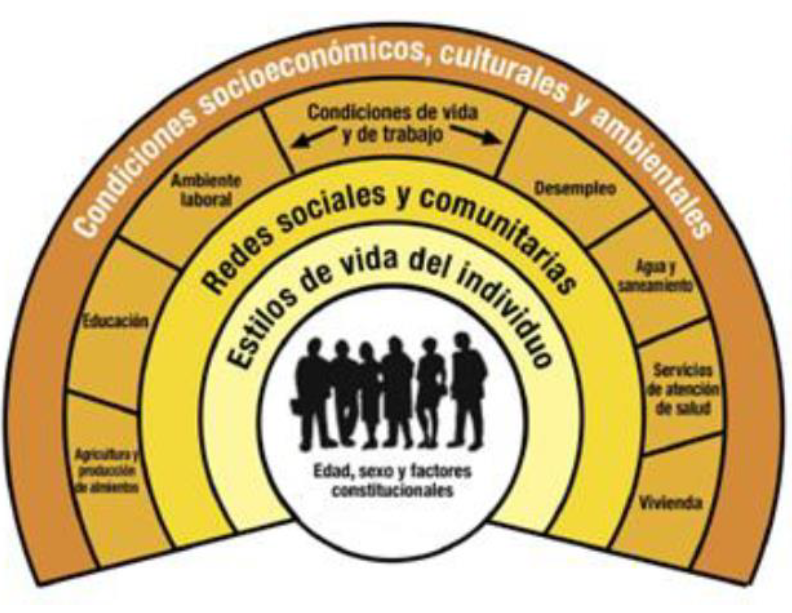 Condiciones socioeconómicos, culturales y ambientales
Condiciones de vida
y de trabajo
Ambiente
laboral
Desempleo
Educación
Agua y
saneamiento
Agricultura y
producción
de almientos
Servicios
de atención
de salud
Vivienda
Redes sociales y comunitarias
Estilos de vida del individuo
Edad, sexo y factores
constitucionales